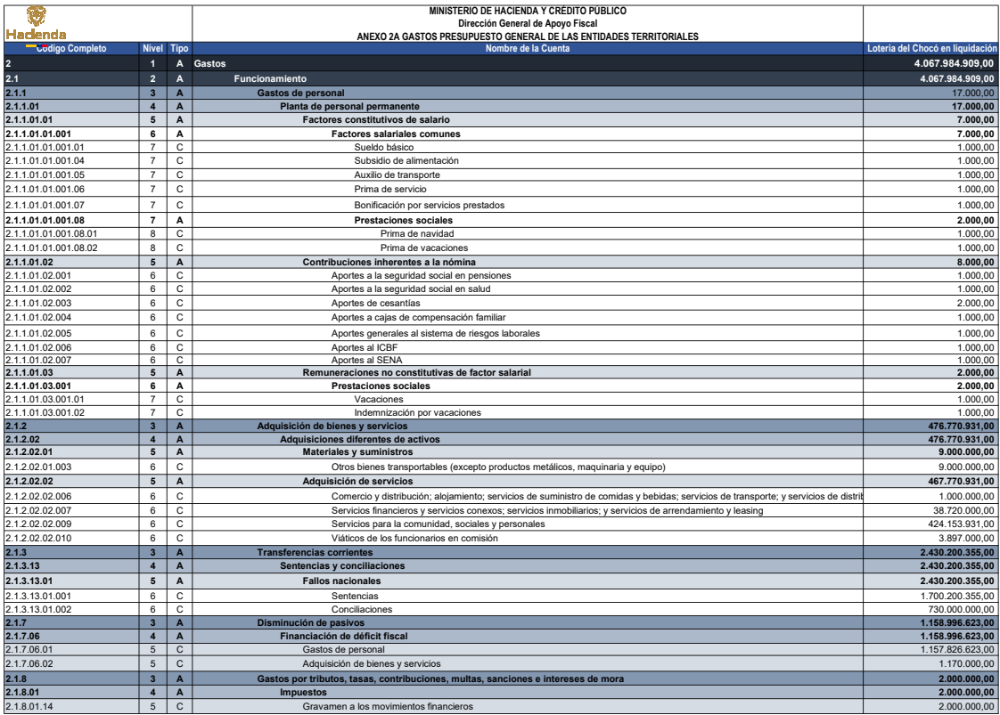 MINISTERIO DE HACIENDA Y CRÉDITO PÚBLICO
Dirección General de Apoyo Fiscal
Hacienda
ANEXO 2A GASTOS PRESUPUESTO GENERAL DE LAS ENTIDADES TERRITORIALES
Código Completo Nivel Tipo Nombre de la Cuenta Loteria del Chocó en liquidación
2 1 A Gastos 4.067.984.909,00
2.1 2 A Funcionamiento 4.067.984.909,00
2.1.1 3 A Gastos de personal 17.000,00
2.1.1.01 4 A Planta de personal permanente 17.000,00
2.1.1.01.01 5 A Factores constitutivos de salario 7.000,00
2.1.1.01.01.001 6 A Factores salariales comunes 7.000,00
2.1.1.01.01.001.01 7 C Sueldo básico 1.000,00
2.1.1.01.01.001.04 7 C Subsidio de alimentación 1.000,00
2.1.1.01.01.001.05 7 C Auxilio de transporte 1.000,00
2.1.1.01.01.001.06 7 C Prima de servicio 1.000,00
2.1.1.01.01.001.07 7 C Bonificación por servicios prestados 1.000,00
2.1.1.01.01.001.08 7 A Prestaciones sociales 2.000,00
2.1.1.01.01.001.08.01 8 C Prima de navidad 1.000,00
2.1.1.01.01.001.08.02 8 C Prima de vacaciones 1.000,00
2.1.1.01.02 5 A Contribuciones inherentes a la nómina 8.000,00
2.1.1.01.02.001 6 C Aportes a la seguridad social en pensiones 1.000,00
2.1.1.01.02.002 6 C Aportes a la seguridad social en salud 1.000,00
2.1.1.01.02.003 6 C Aportes de cesantías 2.000,00
2.1.1.01.02.004 6 C Aportes a cajas de compensación familiar 1.000,00
2.1.1.01.02.005 6 C Aportes generales al sistema de riesgos laborales 1.000,00
2.1.1.01.02.006 6 C Aportes al ICBF 1.000,00
2.1.1.01.02.007 6 C Aportes al SENA 1.000,00
2.1.1.01.03 5 A Remuneraciones no constitutivas de factor salarial 2.000,00
2.1.1.01.03.001 6 A Prestaciones sociales 2.000,00
2.1.1.01.03.001.01 7 C Vacaciones 1.000,00
2.1.1.01.03.001.02 7 C Indemnización por vacaciones 1.000,00
2.1.2 3 A Adquisición de bienes y servicios 476.770.931,00
2.1.2.02 4 A Adquisiciones diferentes de activos 476.770.931,00
2.1.2.02.01 5 A Materiales y suministros 9.000.000,00
2.1.2.02.01.003 6 C Otros bienes transportables (excepto productos metálicos, maquinaria y equipo) 9.000.000,00
2.1.2.02.02 5 A Adquisición de servicios 467.770.931,00
2.1.2.02.02.006 6 C Comercio y distribución; alojamiento; servicios de suministro de comidas y bebidas; servicios de transporte; y servicios de distrib 1.000.000,00
2.1.2.02.02.007 6 C Servicios financieros y servicios conexos; servicios inmobiliarios; y servicios de arrendamiento y leasing 38.720.000,00
2.1.2.02.02.009 6 C Servicios para la comunidad, sociales y personales 424.153.931,00
2.1.2.02.02.010 6 C Viáticos de los funcionarios en comisión 3.897.000,00
2.1.3 3 A Transferencias corrientes 2.430.200.355,00
2.1.3.13 4 A Sentencias y conciliaciones 2.430.200.355,00
2.1.3.13.01 5 A Fallos nacionales 2.430.200.355,00
2.1.3.13.01.001 6 C Sentencias 1.700.200.355,00
2.1.3.13.01.002 6 C Conciliaciones 730.000.000,00
2.1.7 3 A Disminución de pasivos 1.158.996.623,00
2.1.7.06 4 A Financiación de déficit fiscal 1.158.996.623,00
2.1.7.06.01 5 C Gastos de personal 1.157.826.623,00
2.1.7.06.02 5 C Adquisición de bienes y servicios 1.170.000,00
2.1.8 3 A Gastos por tributos, tasas, contribuciones, multas, sanciones e intereses de mora 2.000.000,00
2.1.8.01 4 A Impuestos 2.000.000,00
2.1.8.01.14 5 C Gravamen a los movimientos financieros 2.000.000,00